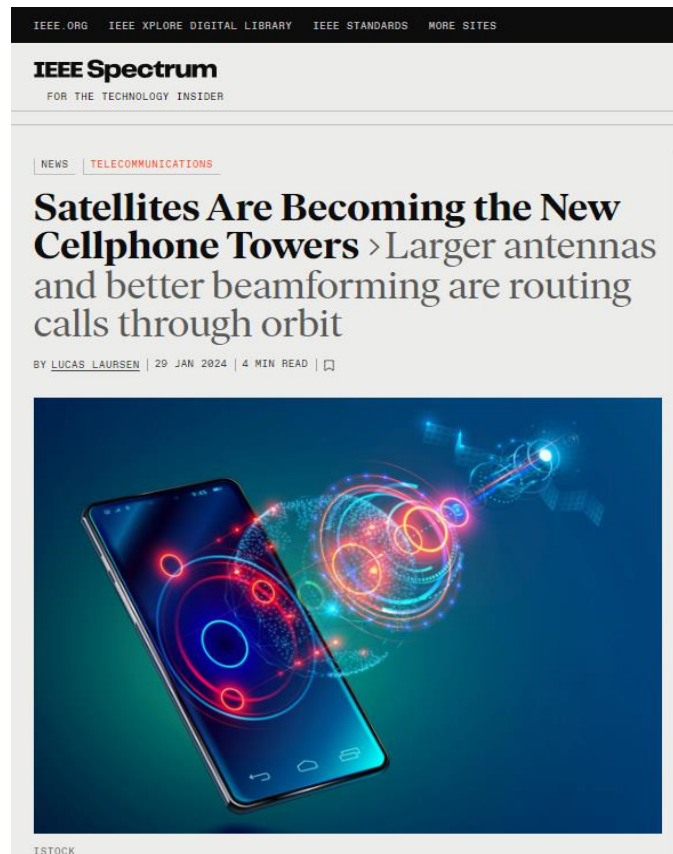 IEEE.ORG IEEE XPLORE DIGITAL LIBRARY IEEE STANDARDS MORE SITES
IEEE Spectrum
FOR THE TECHNOLOGY INSIDER
NEWS TELECOMMUNICATIONS
Satellites Are Becoming the New
Cellphone Towers >Larger antennas
and better beamforming are routing
calls through orbit
BY LUCAS LAURSEN | 29 JAN 2024 | 4 MIN READ |
9:45
ISTOCK